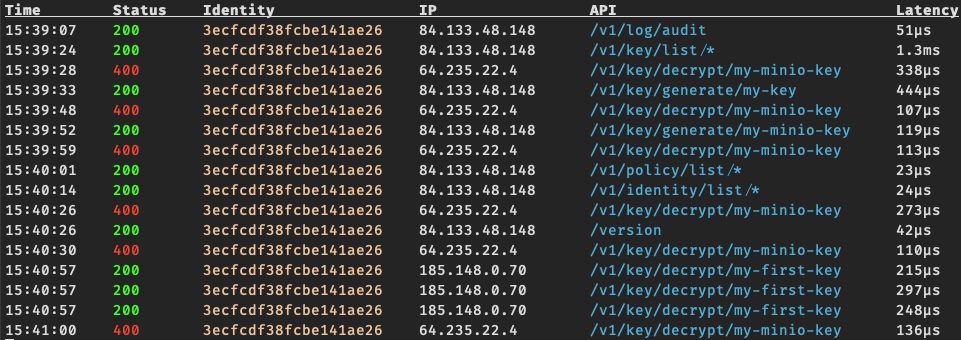 Time Status Identity IP API Latency
15:39:07 200 3ecfcdf38fcbe141ae26 84.133.48.148 /v1/log/audit 51µs
15:39:24 200 3ecfcdf38fcbe141ae26 84.133.48.148 /v1/key/list/* 1.3ms
15:39:28 400 3ecfcdf38fcbe141ae26 64.235.22.4 /v1/key/decrypt/my-minio-key 338µs
15:39:33 200 3ecfcdf38fcbe141ae26 84.133.48.148 /v1/key/generate/my-key 444µs
15:39:48 400 3ecfcdf38fcbe141ae26 64.235.22.4 /v1/key/decrypt/my-minio-key 107µs
15:39:52 200 3ecfcdf38fcbe141ae26 84.133.48.148 /v1/key/generate/my-minio-key 119µs
15:39:59 400 3ecfcdf38fcbe141ae26 64.235.22.4 /v1/key/decrypt/my-minio-key 113µs
15:40:01 200 3ecfcdf38fcbe141ae26 84.133.48.148 /v1/policy/list/* 23µs
15:40:14 200 3ecfcdf38fcbe141ae26 84.133.48.148 /v1/identity/list/* 24µs
15:40:26 400 3ecfcdf38fcbe141ae26 64.235.22.4 /v1/key/decrypt/my-minio-key 273µs
15:40:26 200 3ecfcdf38fcbe141ae26 84.133.48.148 /version 42µs
15:40:30 400 3ecfcdf38fcbe141ae26 64.235.22.4 /v1/key/decrypt/my-minio-key 110µs
15:40:57 200 3ecfcdf38fcbe141ae26 185.148.0.70 /v1/key/decrypt/my-first-key 215µs
15:40:57 200 3ecfcdf38fcbe141ae26 185.148.0.70 /v1/key/decrypt/my-first-key 297µs
15:40:57 200 3ecfcdf38fcbe141ae26 185.148.0.70 /v1/key/decrypt/my-first-key 248µs
15:41:00 400 3ecfcdf38fcbe141ae26 64.235.22.4 /v1/key/decrypt/my-minio-key 136µs